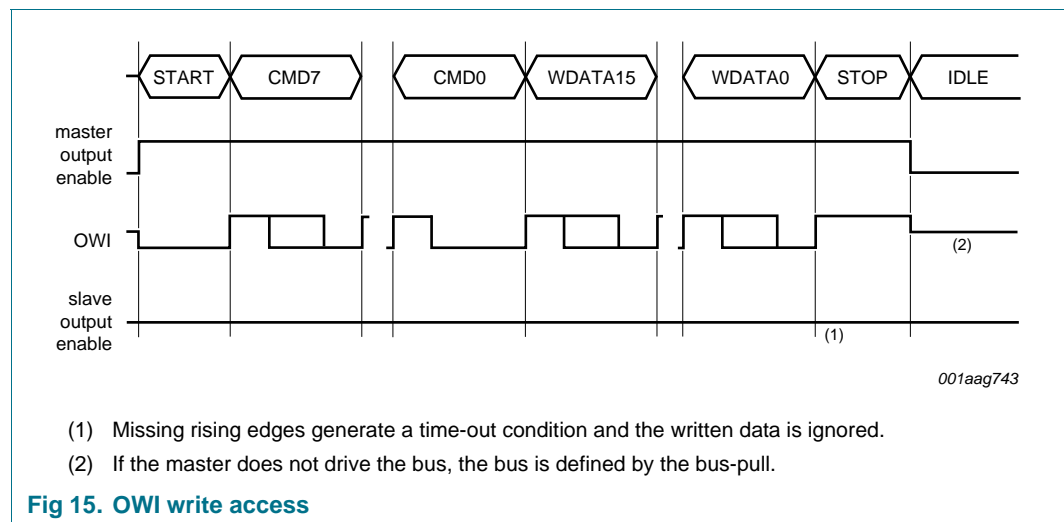 START CMD7 CMD0 WDATA15 WDATA0 STOP IDLE
master
output
enable
OWI
(2)
slave
output
enable
(1)
001aag743
(1) Missing rising edges generate a time-out condition and the written data is ignored.
(2) If the master does not drive the bus, the bus is defined by the bus-pull.
Fig 15. OWI write access